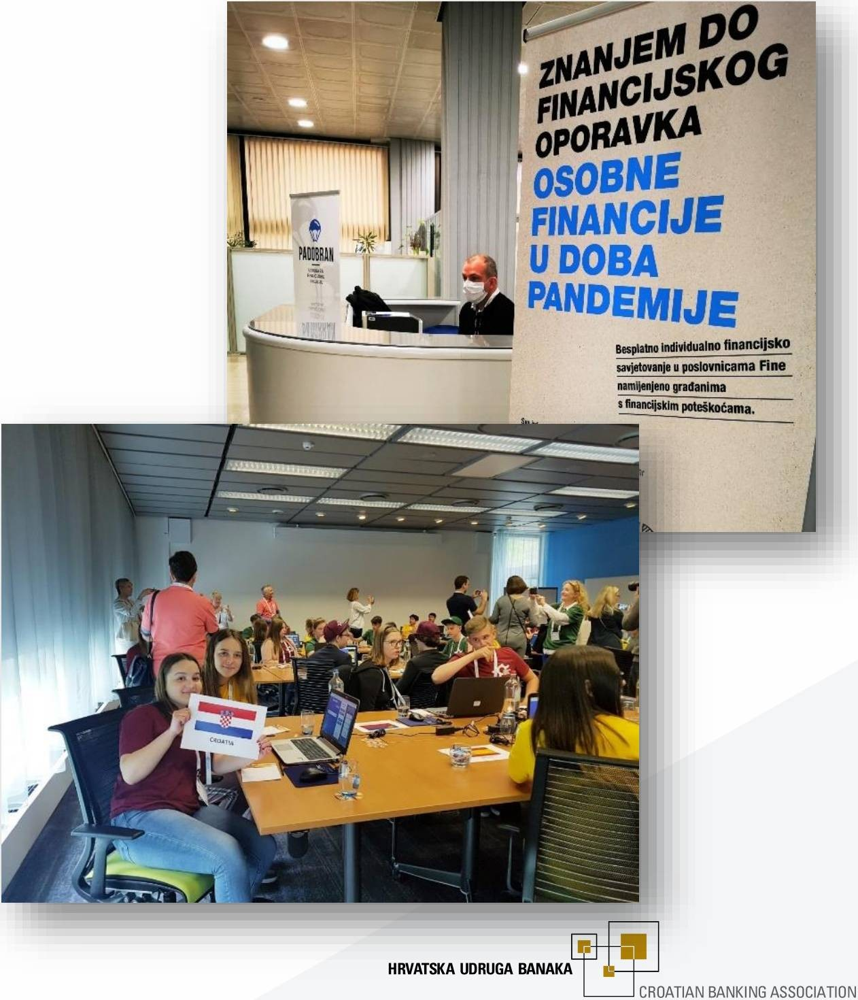 ZNANJEM DO
FINANCIJSKOG
OPORAVKA
OSOBNE
FINANCIJE
U DOBA
PANDEMIJE
Besplatno individualno financijsko
savjetovanje u poslovnicama Fine
namijenjeno građanima
s financijskim poteškoćama.
PADOBRAN
CROATIA
HRVATSKA UDRUGA BANAKA
CROATIAN BANKING ASSOCIATION